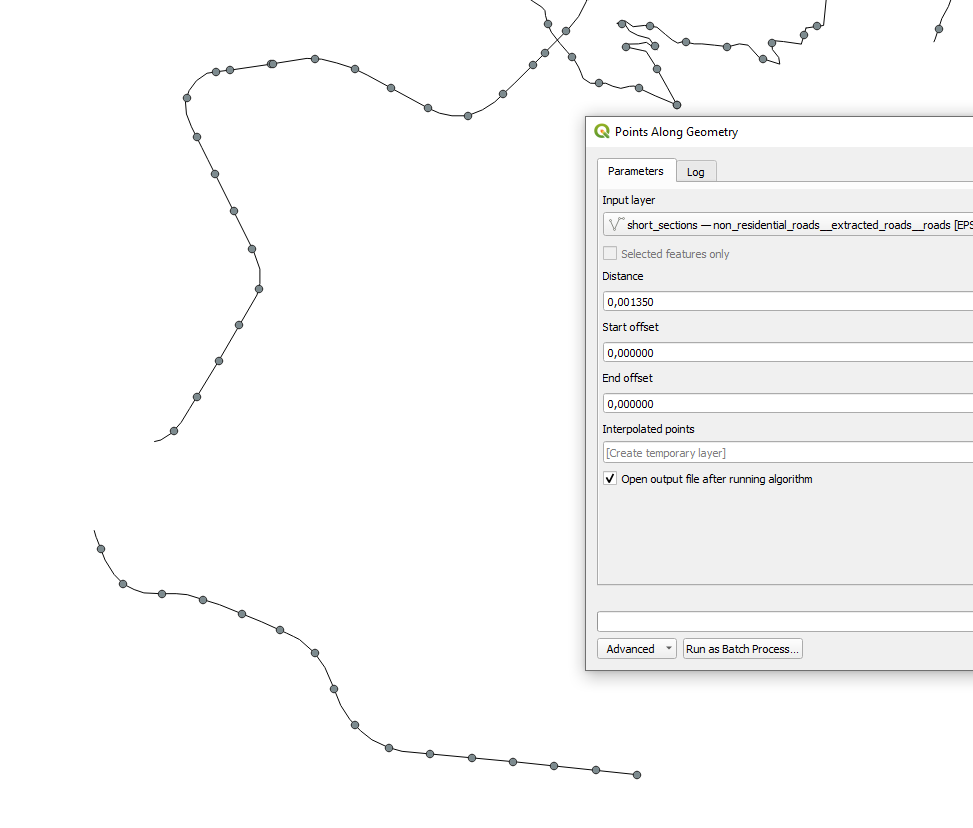 Points Along Geometry
Parameters
Log
Input layer
short_sections — non_residential_roads__extracted_roads__roads [EPS
Selected features only
Distance
0,001350
Start offset
0,000000
End offset
0,000000
Interpolated points
[Create temporary layer]
Open output file after running algorithm
Advanced
Run as Batch Process...